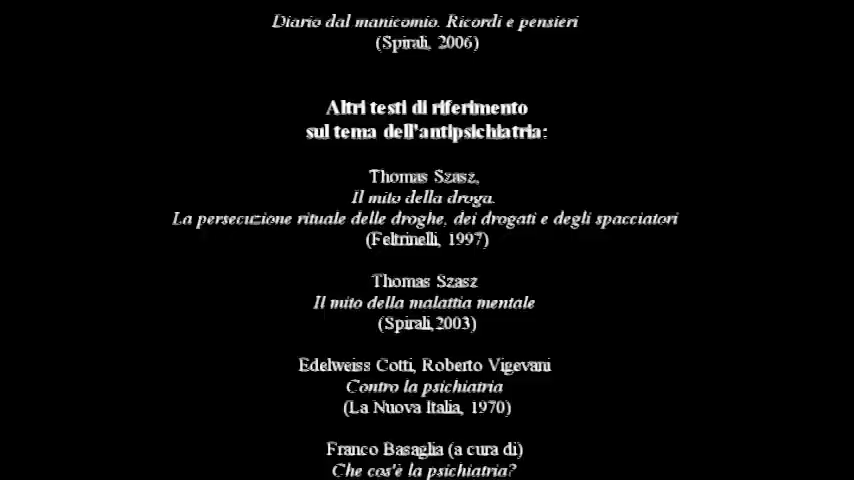 Diario dal manicomio. Ricordi e pensieri
(Spirali, 2006)
Altri testi di riferimento
sul tema dell'antipsichiatria:
Thomas Szasz,
Il mito della droga.
La persecuzione rituale delle droghe, dei drogati e degli spacciatori
(Feltrinelli, 1997)
Thomas Szasz
Il mito della malattia mentale
(Spirali,2003)
Edelweiss Cotti, Roberto Vigevani
Contro la psichiatria
(La Nuova Italia, 1970)
Franco Basaglia (a cura di)
Che cos'è la psichiatria?